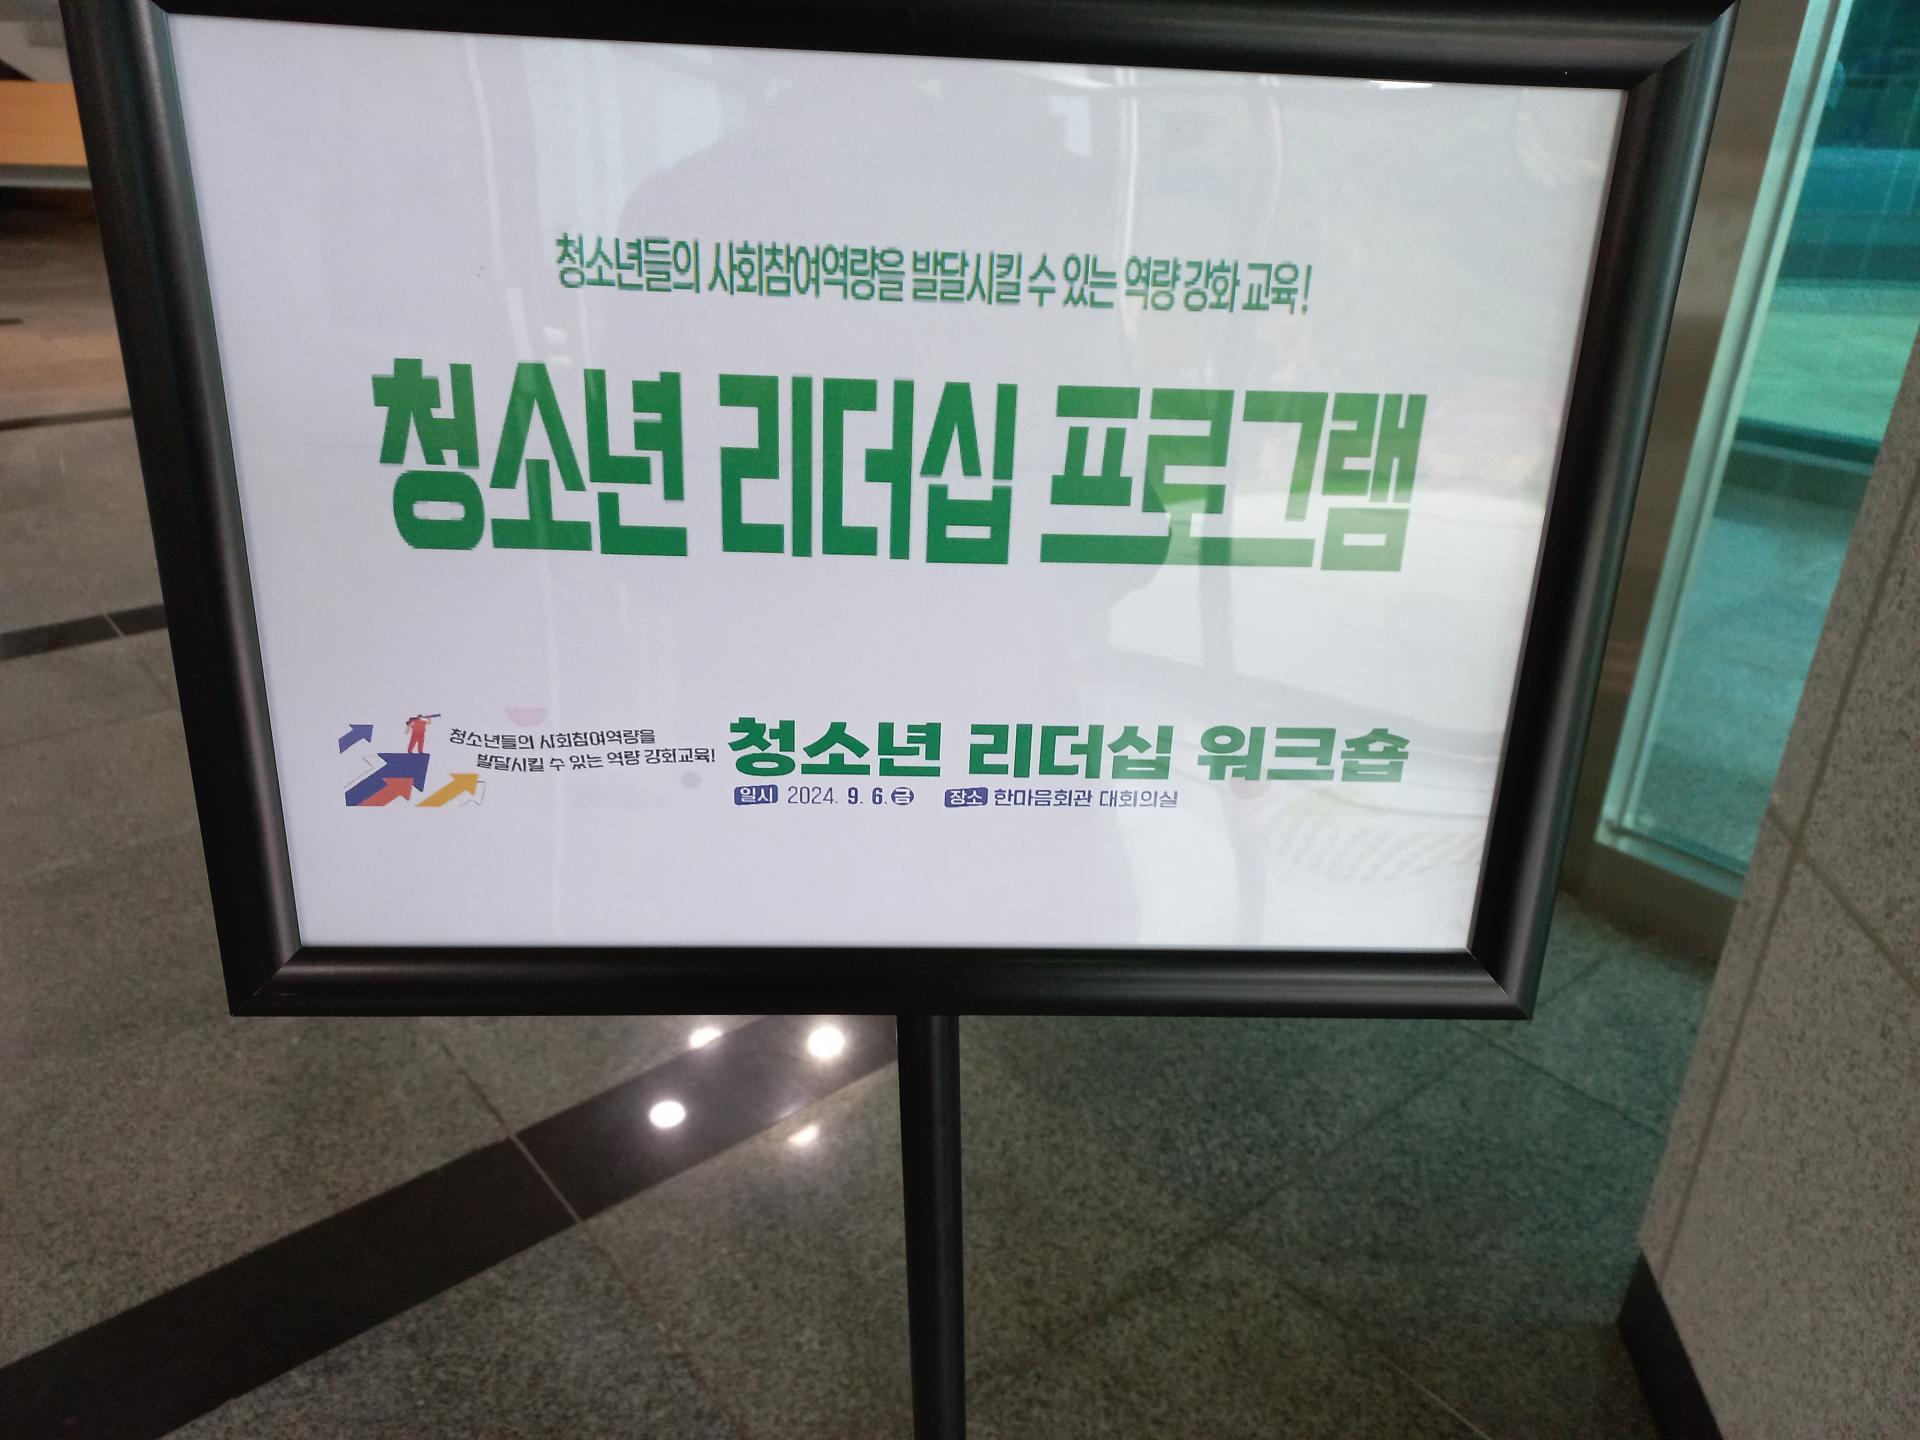 청소년들의 사회참여역량을 발달시킬 수 있는 역량 강화 교육!
청소년 리더십 프로그램
청소년들의 사회참여역량을
발달시킬 수 있는 역량 강화교육!
청소년 리더십 워크숍
일시 2024. 9. 6. 금 장소 한마음회관 대회의실